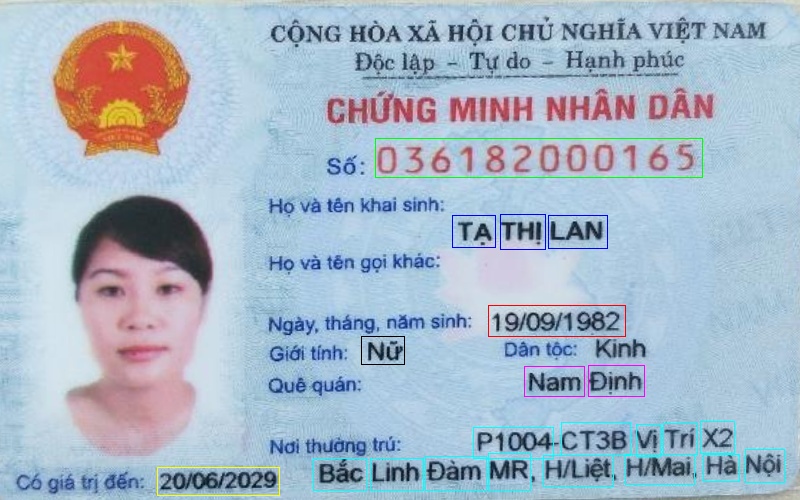 CỘNG HÒA XÃ HỘI CHỦ NGHĨA VIỆT NAM
Độc lập - Tự do - Hạnh phúc
CHỨNG MINH NHÂN DÂN
Số: 036182000165
Họ và tên khai sinh:
TẠ THỊ LAN
Họ và tên gọi khác:
Ngày, tháng, năm sinh: 19/09/1982
Giới tính: Nữ Dân tộc: Kinh
Quê quán: Nam Định
Nơi thường trú: P1004-CT3B Vị Trí X2
Bắc Linh Đàm MR, H/Liệt, H/Mai, Hà Nội
Có giá trị đến: 20/06/2029
VIỆT NAM